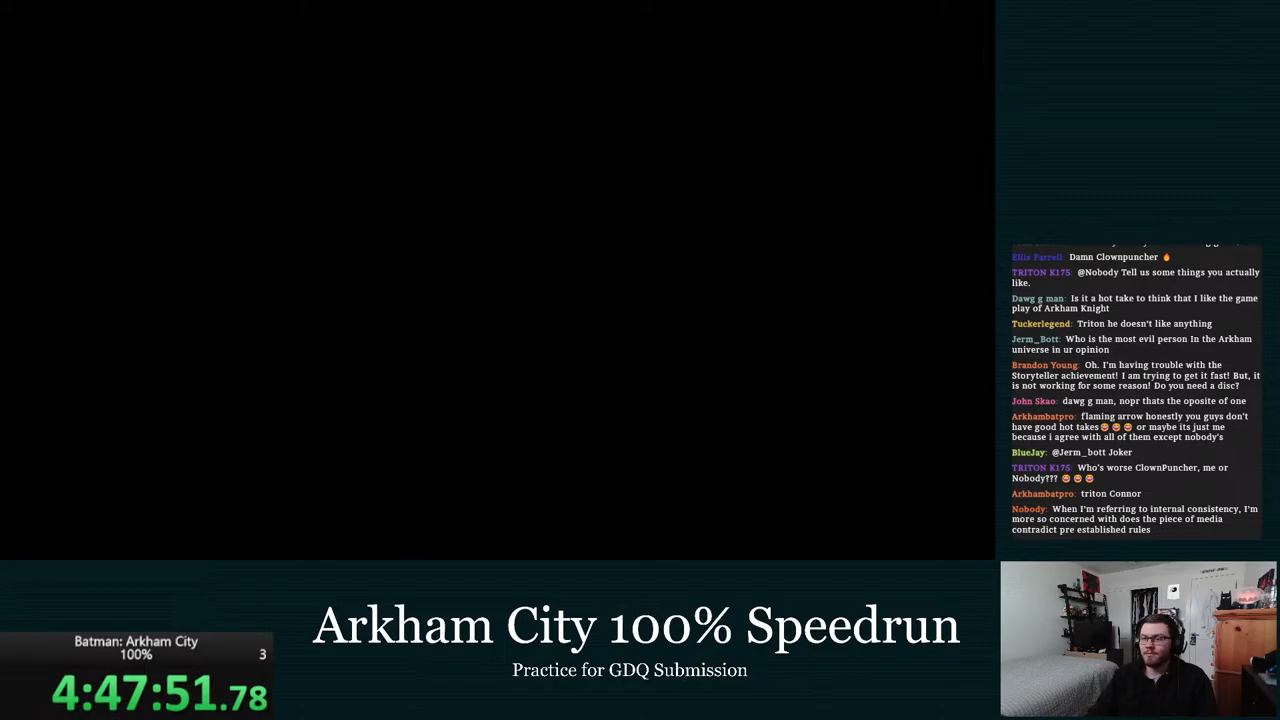 Ellis Farrell: Damn Clownpuncher 🔥
TRITON K175: @Nobody Tell us some things you actually
like.
Dawg g man: Is it a hot take to think that I like the game
play of Arkham Knight
Tuckerlegend: Triton he doesn't like anything
Jerm_Bott: Who is the most evil person In the Arkham
universe in ur opinion
Brandon Young: Oh. I'm having trouble with the
Storyteller achievement! I am trying to get it fast! But, it
is not working for some reason! Do you need a disc?
John Skao: dawg g man, nopr thats the oposite of one
Arkhambatpro: flaming arrow honestly you guys don't
have good hot takes or maybe its just me
because i agree with all of them except nobody's
BlueJay: @Jerm_bott Joker
TRITON K175: Who's worse ClownPuncher, me or
Nobody???
Arkhambatpro: triton Connor
Nobody: When I'm referring to internal consistency, I'm
more so concerned with does the piece of media
contradict pre established rules
Arkham City 100% Speedrun
Practice for GDQ Submission
Batman: Arkham City
100% 3
4:47:51.78